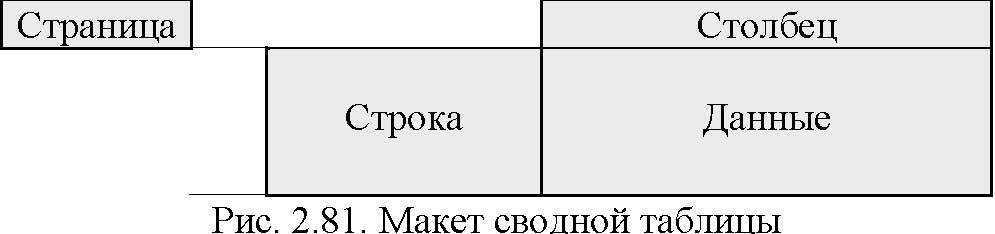 Страница
Столбец
Строка
Данные
Рис. 2.81. Макет сводной таблицы